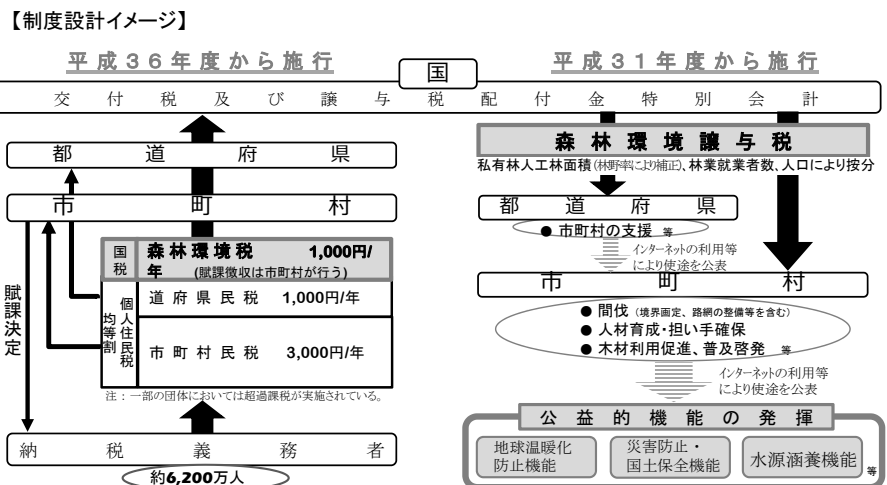 【制度設計イメージ】
平成３６年度から施行
国
平成３１年度から施行
交付税及び譲与税配付金特別会計
都道府県
市町村
国税
森林環境税 1,000円/年
(賦課徴収は市町村が行う)
個人住民税
均等割
道府県民税 1,000円/年
市町村民税 3,000円/年
注：一部の団体においては超過課税が実施されている。
賦課決定
納税義務者
約6,200万人
森林環境譲与税
私有林人工林面積(林野率により補正)、林業就業者数、人口により按分
都道府県
● 市町村の支援 等
インターネットの利用等
により使途を公表
市町村
● 間伐（境界画定、路網の整備等を含む）
● 人材育成・担い手確保
● 木材利用促進、普及啓発 等
インターネットの利用等
により使途を公表
公益的機能の発揮
地球温暖化
防止機能
災害防止・
国土保全機能
水源涵養機能
等